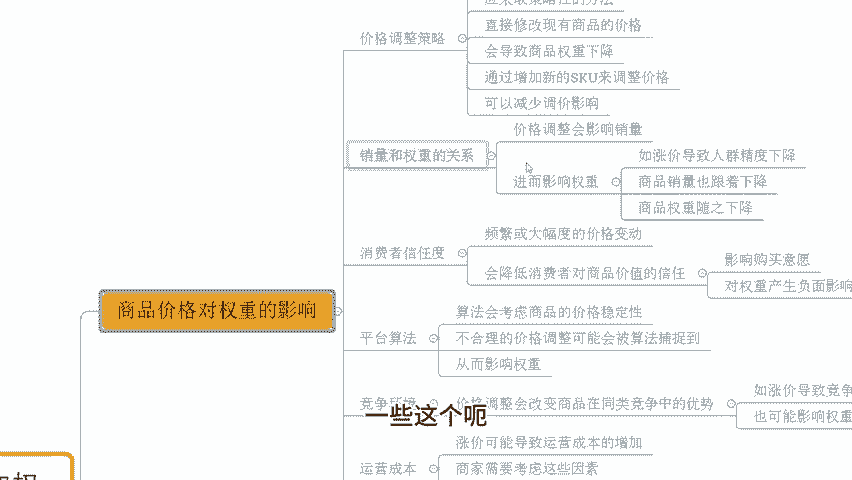 价格调整策略
直接修改现有商品的价格
会导致商品权重下降
通过增加新的SKU来调整价格
可以减少调价影响
销量和权重的关系
价格调整会影响销量
进而影响权重
如涨价导致人群精度下降
商品销量也跟着下降
商品权重随之下降
消费者信任度
频繁或大幅度的价格变动
会降低消费者对商品价值的信任
影响购买意愿
对权重产生负面影响
商品价格对权重的影响
平台算法
算法会考虑商品的价格稳定性
不合理的价格调整可能会被算法捕捉到
从而影响权重
价格调整会改变商品在同类竞争中的优势
如涨价导致竞争
也可能影响权重
一些这个呃
运营成本
涨价可能导致运营成本的增加
商家需要考虑这些因素